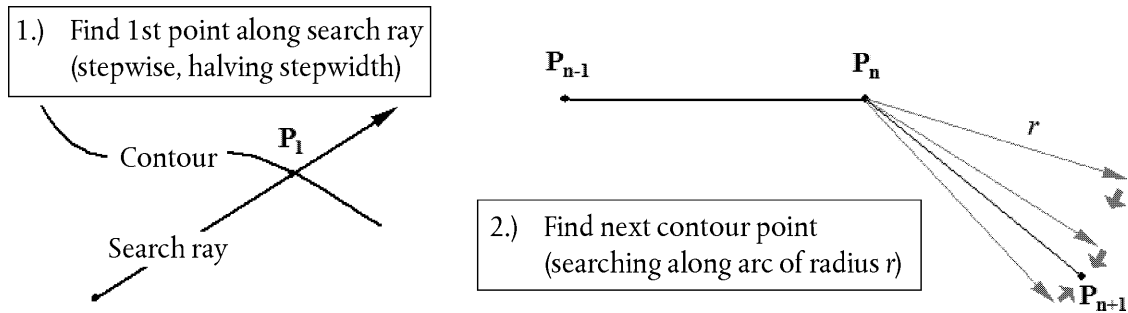 1.) Find 1st point along search ray
(stepwise, halving stepwidth)
P1
Contour
Search ray
Pn-1
Pn
r
2.) Find next contour point
(searching along arc of radius r)
Pn+1